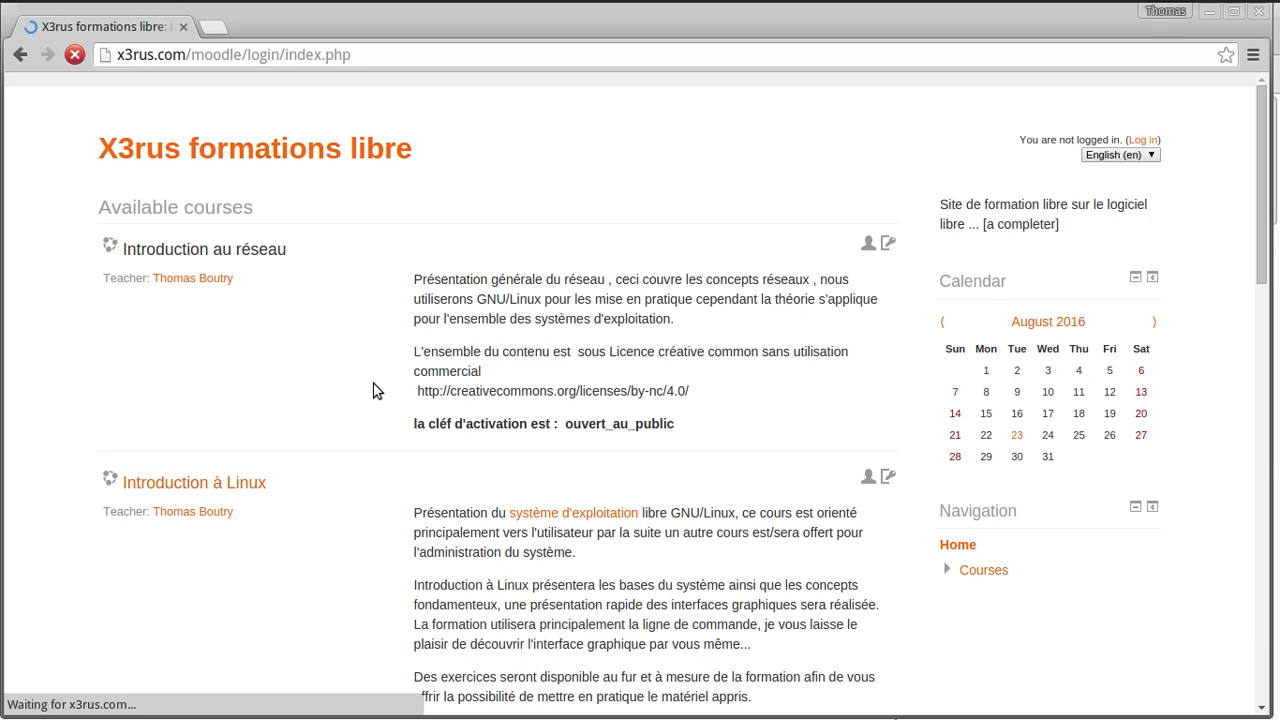 Thomas
X3rus formations libre:
x3rus.com/moodle/login/index.php
X3rus formations libre
You are not logged in. (Log in)
English (en)
Available courses
Introduction au réseau
Teacher: Thomas Boutry
Présentation générale du réseau , ceci couvre les concepts réseaux , nous
utiliserons GNU/Linux pour les mise en pratique cependant la théorie s'applique
pour l'ensemble des systèmes d'exploitation.
L'ensemble du contenu est sous Licence créative common sans utilisation
commercial
http://creativecommons.org/licenses/by-nc/4.0/
la cléf d'activation est : ouvert_au_public
Introduction à Linux
Teacher: Thomas Boutry
Présentation du système d'exploitation libre GNU/Linux, ce cours est orienté
principalement vers l'utilisateur par la suite un autre cours est/sera offert pour
l'administration du système.
Introduction à Linux présentera les bases du système ainsi que les concepts
fondamenteux, une présentation rapide des interfaces graphiques sera réalisée.
La formation utilisera principalement la ligne de commande, je vous laisse le
plaisir de découvrir l'interface graphique par vous même...
Des exercices seront disponible au fur et à mesure de la formation afin de vous
ffrir la possibilité de mettre en pratique le matériel appris.
Site de formation libre sur le logiciel
libre ... [a completer]
Calendar
August 2016
Sun Mon Tue Wed Thu Fri Sat
1 2 3 4 5 6
7 8 9 10 11 12 13
14 15 16 17 18 19 20
21 22 23 24 25 26 27
28 29 30 31
Navigation
Home
Courses
Waiting for x3rus.com...